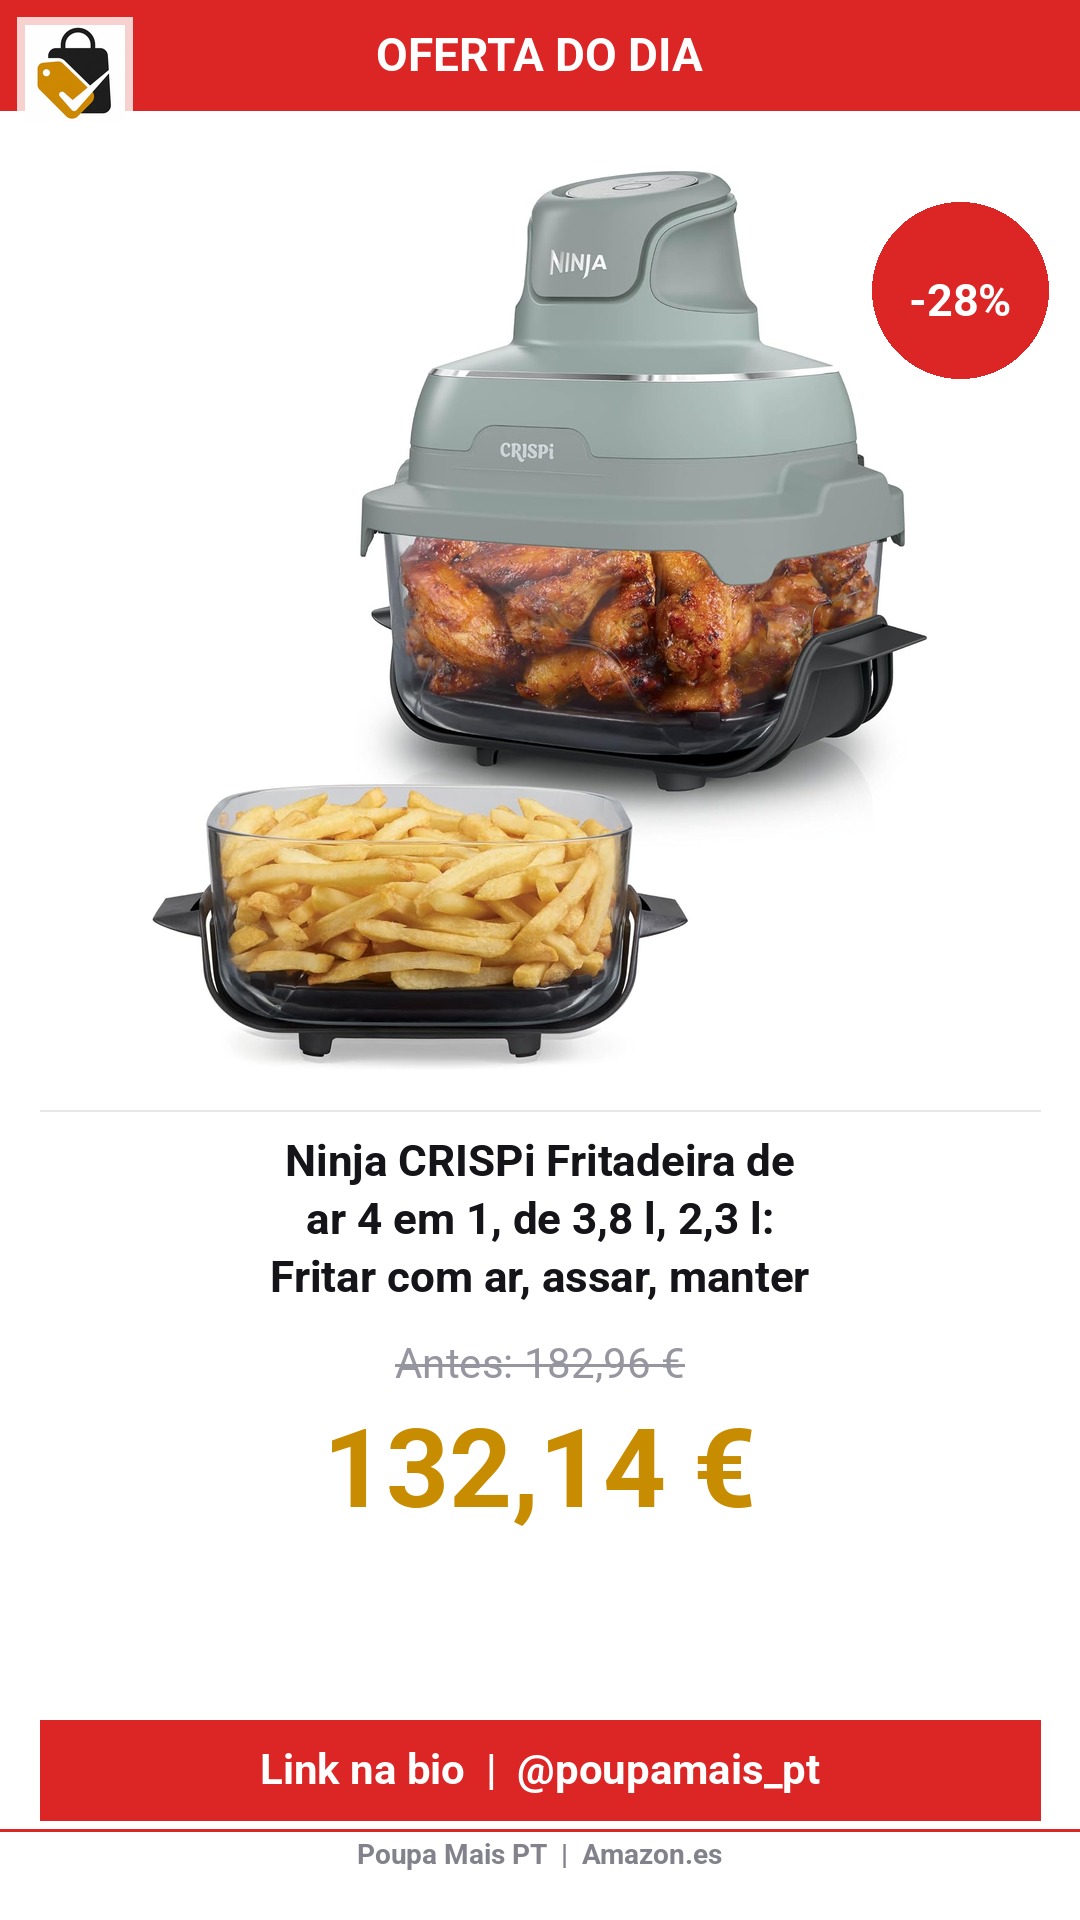 OFERTA DO DIA
NINJA
-28%
CRISPi
Ninja CRISPi Fritadeira de
ar 4 em 1, de 3,8 l, 2,3 l:
Fritar com ar, assar, manter
Antes: 182,96 €
132,14 €
Link na bio | @poupamais_pt
Poupa Mais PT | Amazon.es